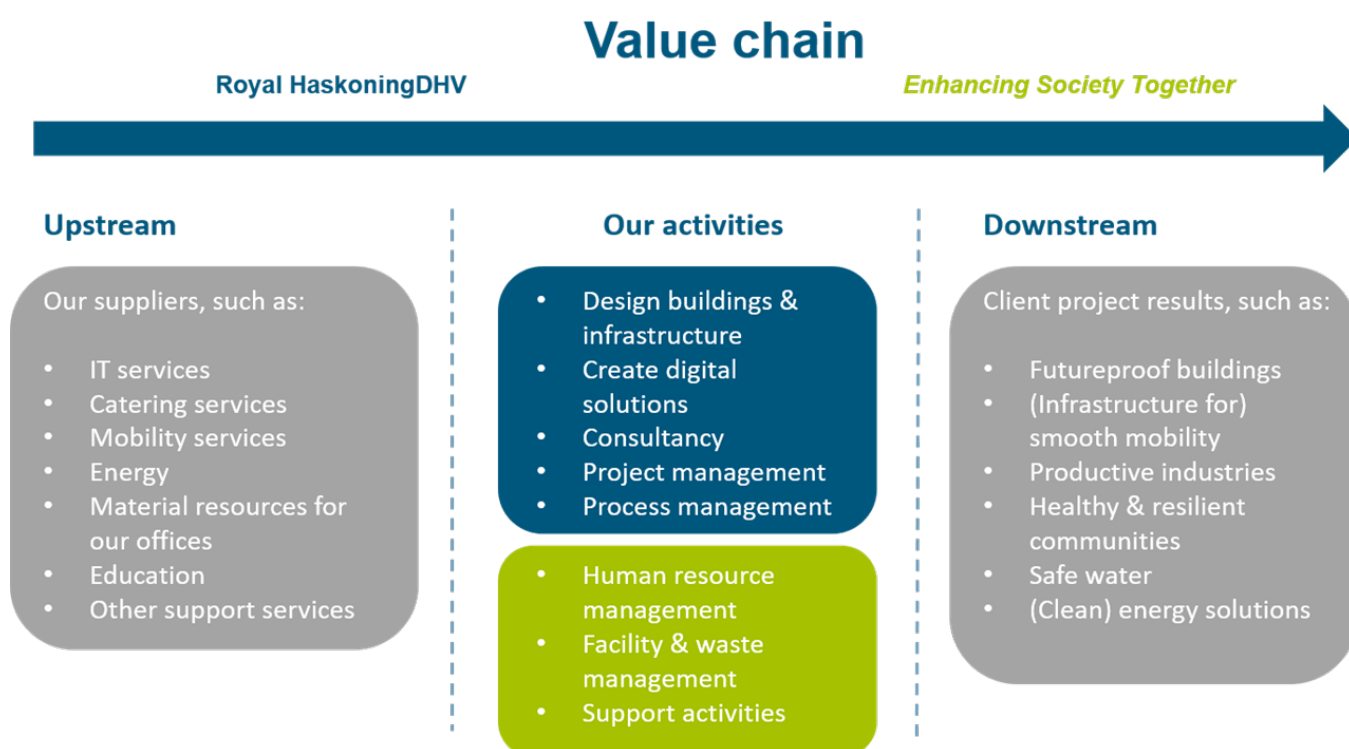 Value chain
Royal HaskoningDHV
Enhancing Society Together
Upstream
Our suppliers, such as:
• IT services
• Catering services
• Mobility services
• Energy
• Material resources for
our offices
• Education
• Other support services
Our activities
• Design buildings &
infrastructure
• Create digital
solutions
• Consultancy
• Project management
• Process management
• Human resource
management
• Facility & waste
management
• Support activities
Downstream
Client project results, such as:
• Futureproof buildings
• (Infrastructure for)
smooth mobility
• Productive industries
• Healthy & resilient
communities
• Safe water
• (Clean) energy solutions